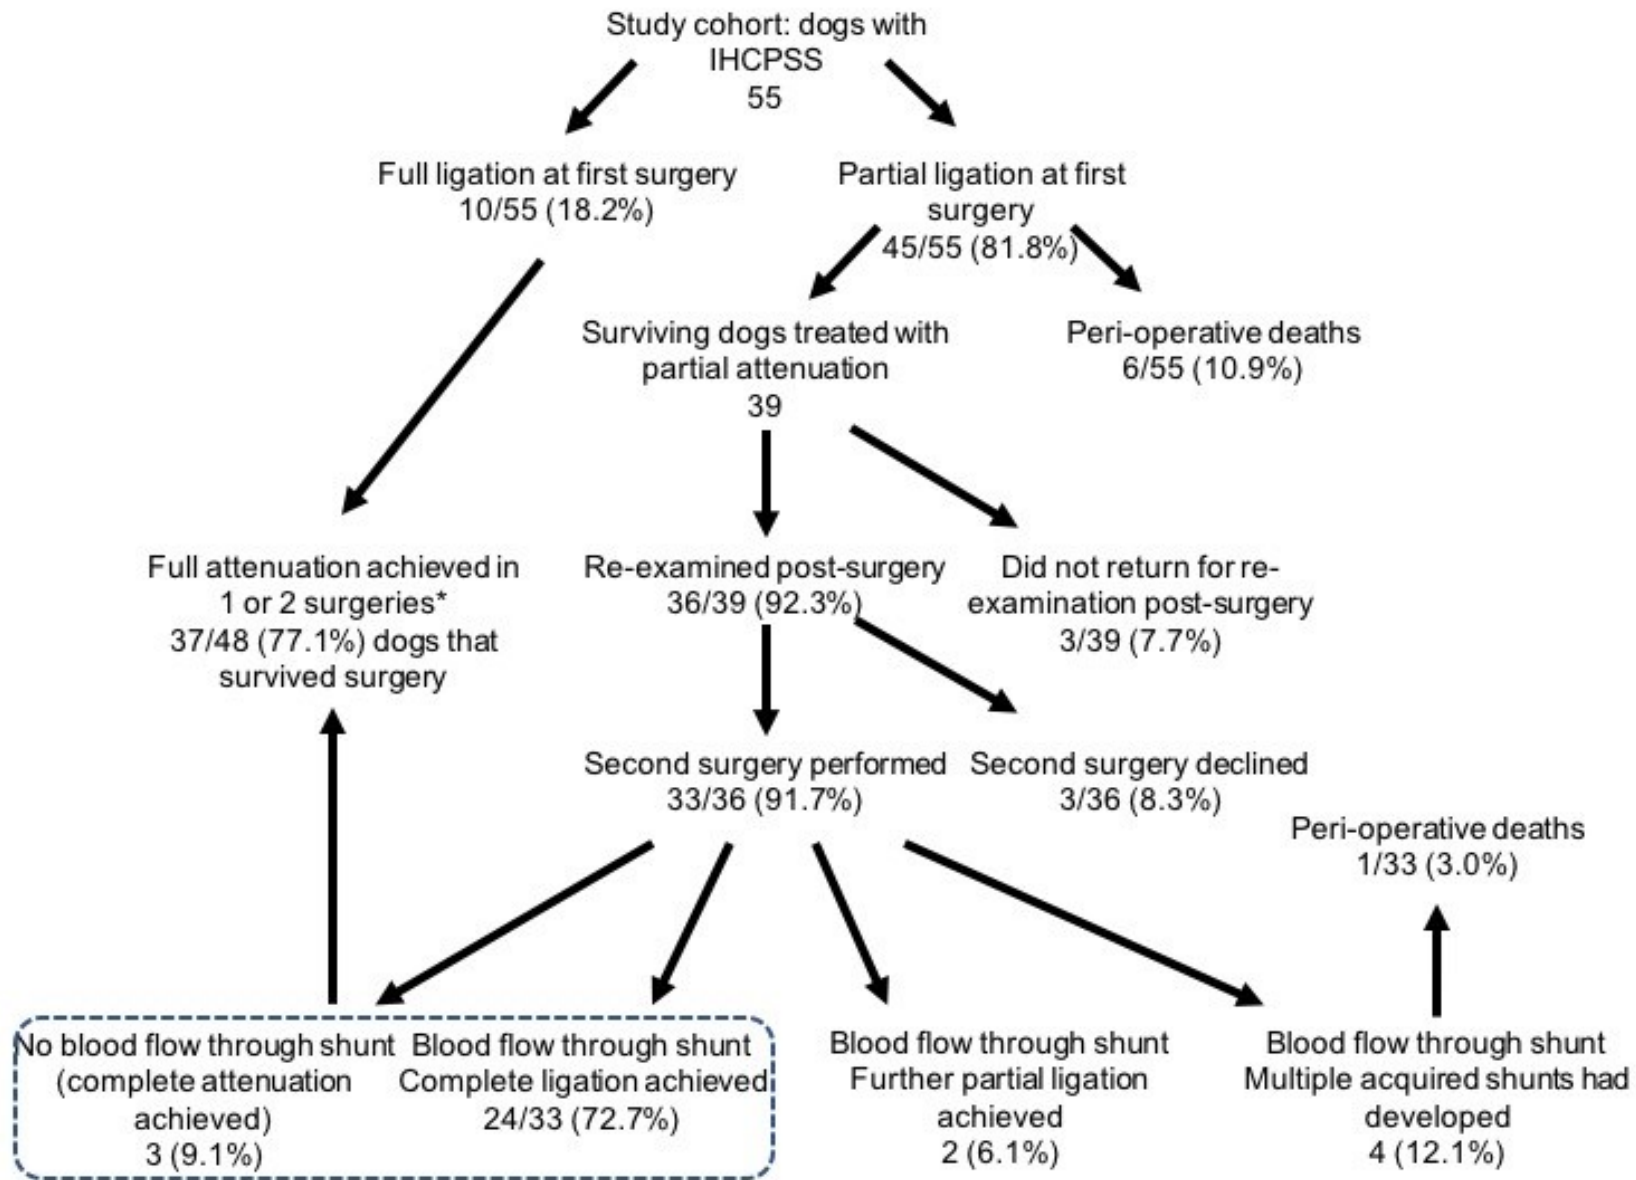 Study cohort: dogs with
IHCPSS
55
Full ligation at first surgery
10/55 (18.2%)
Partial ligation at first
surgery
45/55 (81.8%)
Surviving dogs treated with
partial attenuation
39
Peri-operative deaths
6/55 (10.9%)
Full attenuation achieved in
1 or 2 surgeries*
37/48 (77.1%) dogs that
survived surgery
Re-examined post-surgery
36/39 (92.3%)
Did not return for re-
examination post-surgery
3/39 (7.7%)
Second surgery performed
33/36 (91.7%)
Second surgery declined
3/36 (8.3%)
Peri-operative deaths
1/33 (3.0%)
No blood flow through shunt
(complete attenuation
achieved)
3 (9.1%)
Blood flow through shunt
Complete ligation achieved
24/33 (72.7%)
Blood flow through shunt
Further partial ligation
achieved
2 (6.1%)
Blood flow through shunt
Multiple acquired shunts had
developed
4 (12.1%)